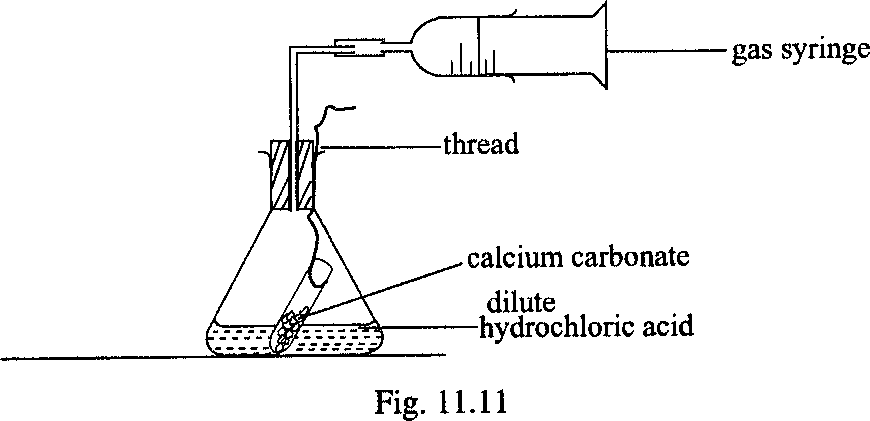 gas syringe
thread
calcium carbonate
dilute
hydrochloric acid
Fig. 11.11